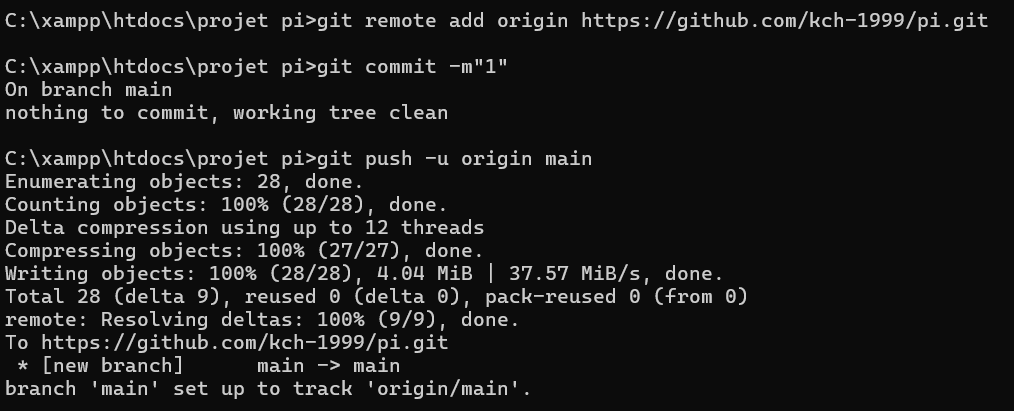 C:\xampp\htdocs\projet pi>git remote add origin https://github.com/kch-1999/pi.git
C:\xampp\htdocs\projet pi>git commit -m"1"
On branch main
nothing to commit, working tree clean
C:\xampp\htdocs\projet pi>git push -u origin main
Enumerating objects: 28, done.
Counting objects: 100% (28/28), done.
Delta compression using up to 12 threads
Compressing objects: 100% (27/27), done.
Writing objects: 100% (28/28), 4.04 MiB | 37.57 MiB/s, done.
Total 28 (delta 9), reused 0 (delta 0), pack-reused 0 (from 0)
remote: Resolving deltas: 100% (9/9), done.
To https://github.com/kch-1999/pi.git
 * [new branch]      main -> main
branch 'main' set up to track 'origin/main'.